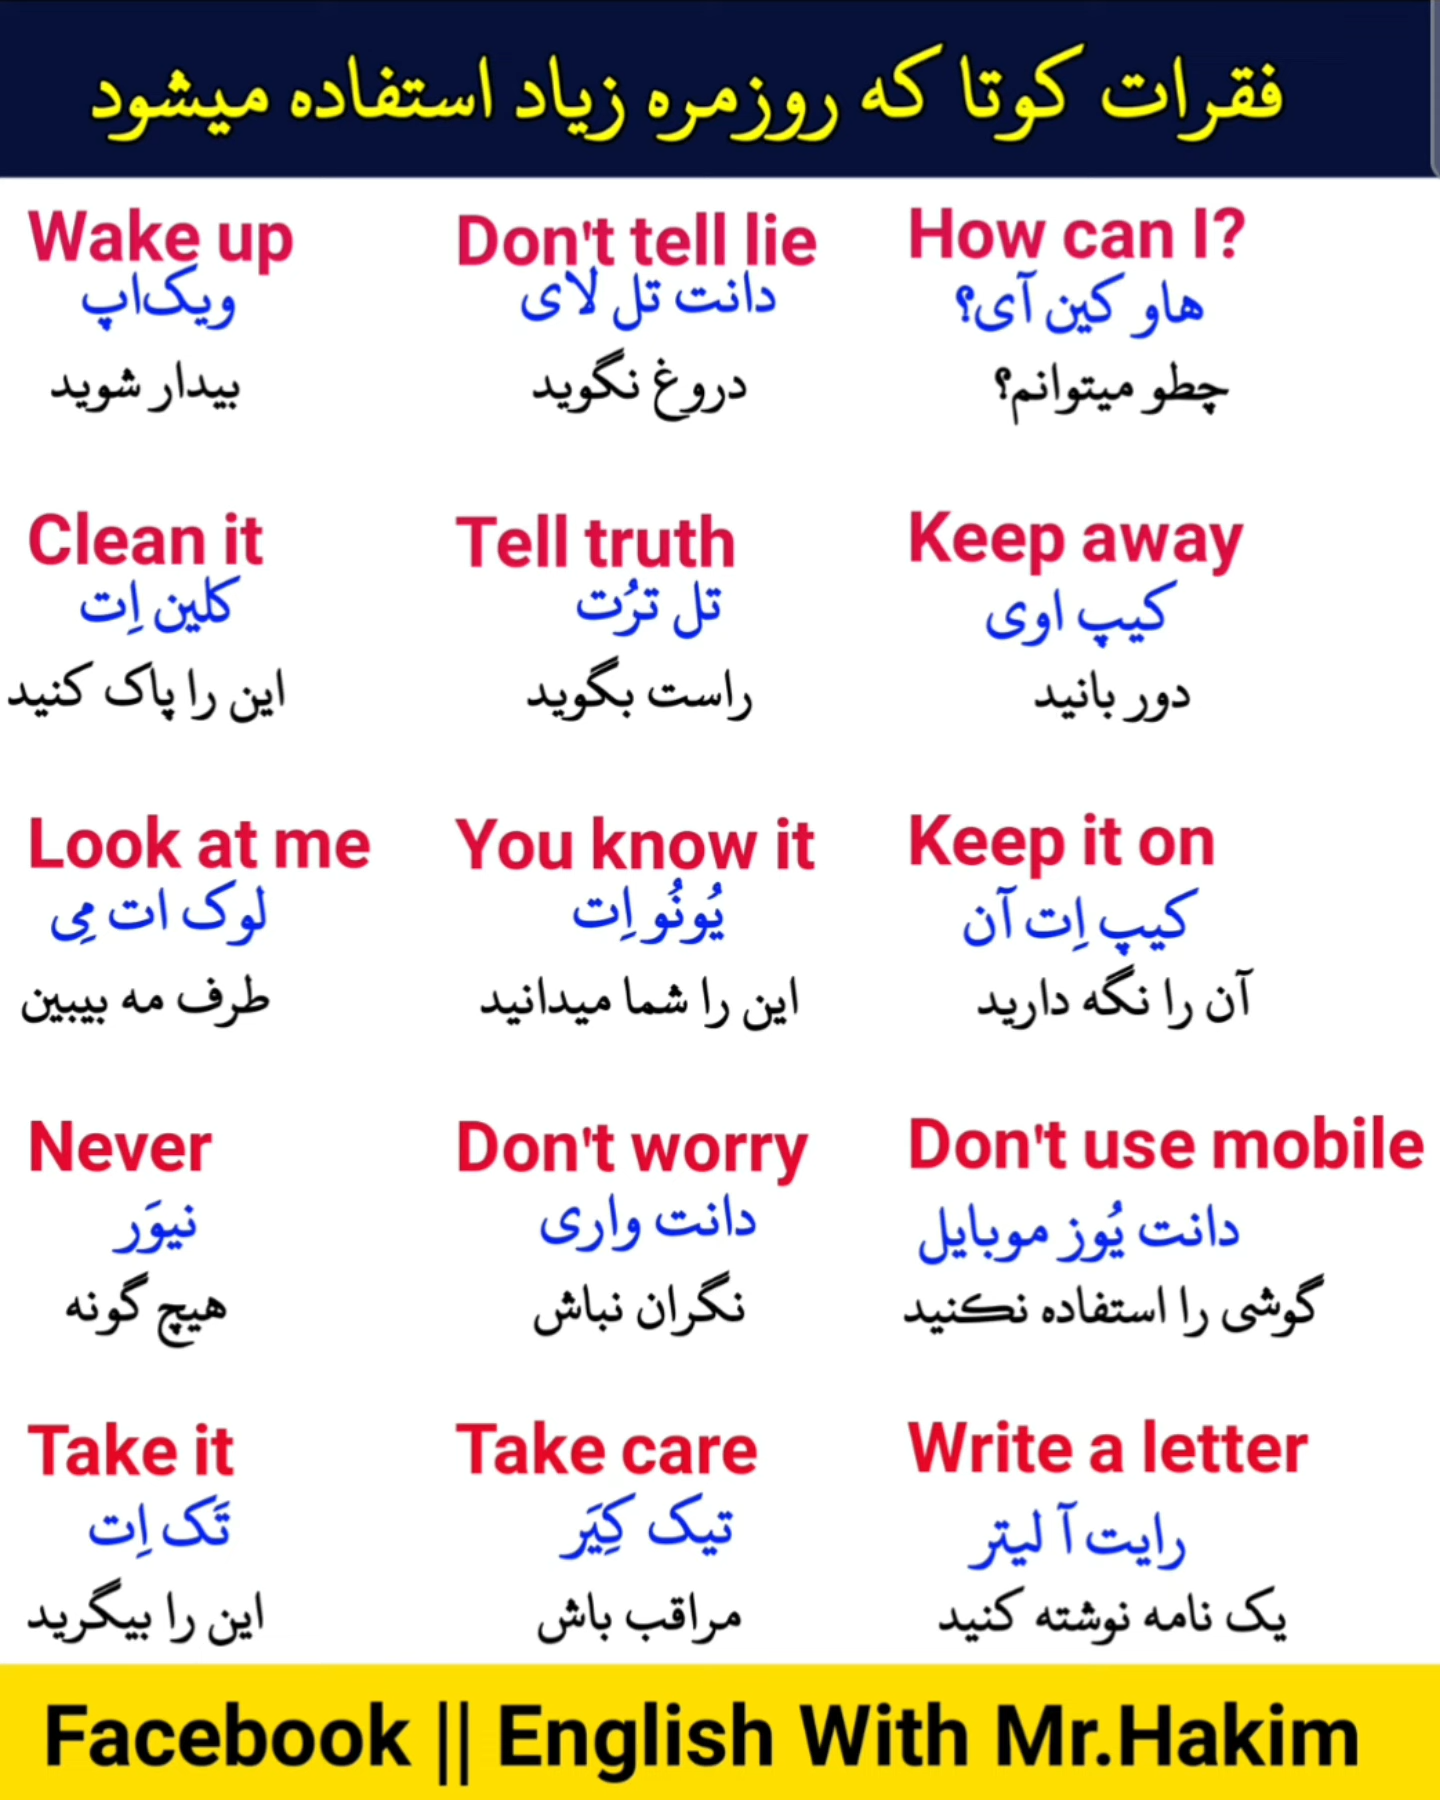 فقرات کوتا که روزمره زیاد استفاده میشود
Wake up
ویک‌اپ
بیدار شوید
Don't tell lie
دانت تل لای
دروغ نگوید
How can I?
هاو کین آی؟
چطو میتوانم؟
Clean it
کلین اِت
این را پاک کنید
Tell truth
تل ترُت
راست بگوید
Keep away
کیپ اوی
دور بانید
Look at me
لوک ات مِی
طرف مه بیبین
You know it
یُونُو اِت
این را شما میدانید
Keep it on
کیپ اِت آن
آن را نگه دارید
Never
نیوَر
هیچ گونه
Don't worry
دانت واری
نگران نباش
Don't use mobile
دانت یُوز موبایل
گوشی را استفاده نکنید
Take it
تَک اِت
این را بیگرید
Take care
تیک کِیَر
مراقب باش
Write a letter
رایت آ لیتر
یک نامه نوشته کنید
Facebook || English With Mr.Hakim